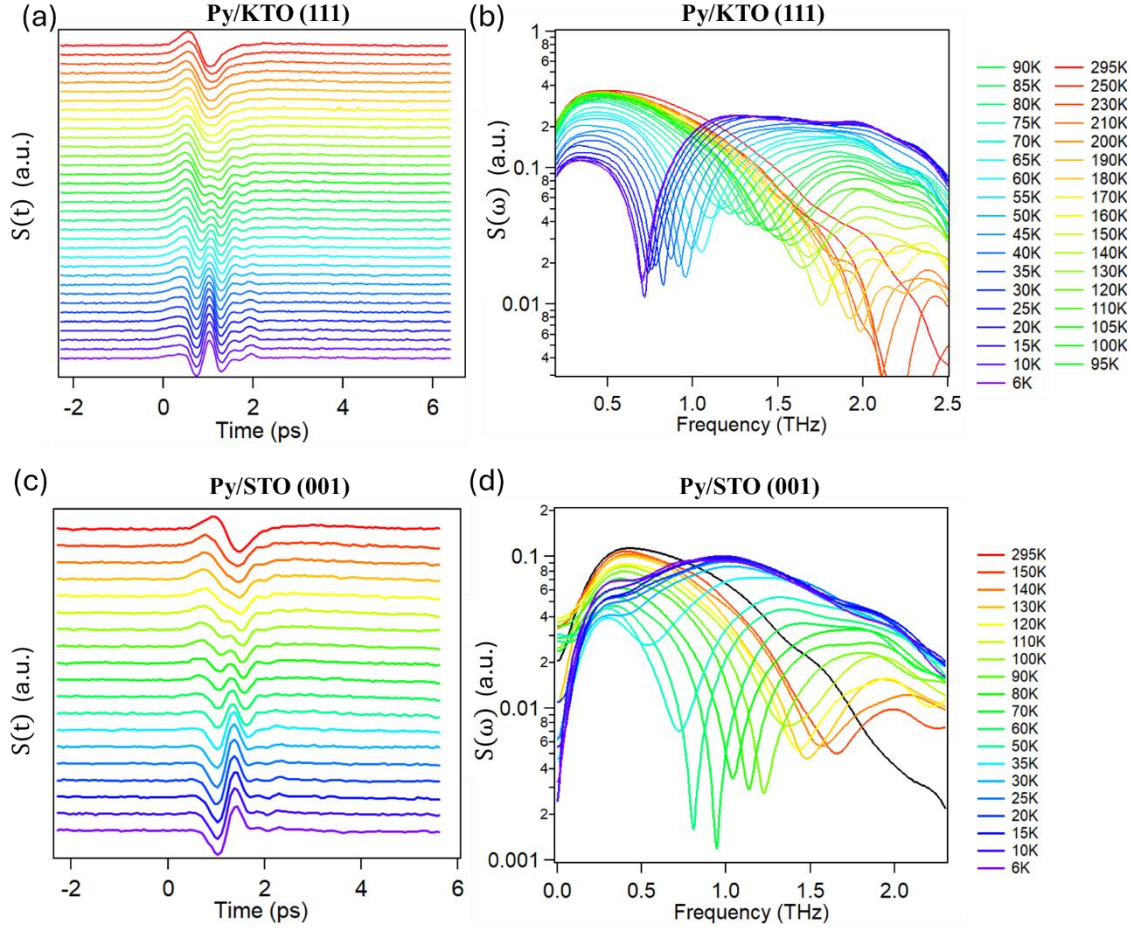 (a) Py/KTO (111)
S(t) (a.u.)
-2 0 2 4 6
Time (ps)
(b) Py/KTO (111)
S(ω) (a.u.)
1
8
6
4
2
0.1
8
6
4
2
0.01
8
6
4
0.5 1.0 1.5 2.0 2.5
Frequency (THz)
90K 295K
85K 250K
80K 230K
75K 210K
70K 200K
65K 190K
60K 180K
55K 170K
50K 160K
45K 150K
40K 140K
35K 130K
30K 120K
25K 110K
20K 105K
15K 100K
10K 95K
6K
(c) Py/STO (001)
S(t) (a.u.)
-2 0 2 4 6
Time (ps)
(d) Py/STO (001)
S(ω) (a.u.)
2
0.1
8
6
4
2
0.01
8
6
4
2
0.001
0.0 0.5 1.0 1.5 2.0
Frequency (THz)
295K
150K
140K
130K
120K
110K
100K
90K
80K
70K
60K
50K
35K
30K
25K
20K
15K
10K
6K